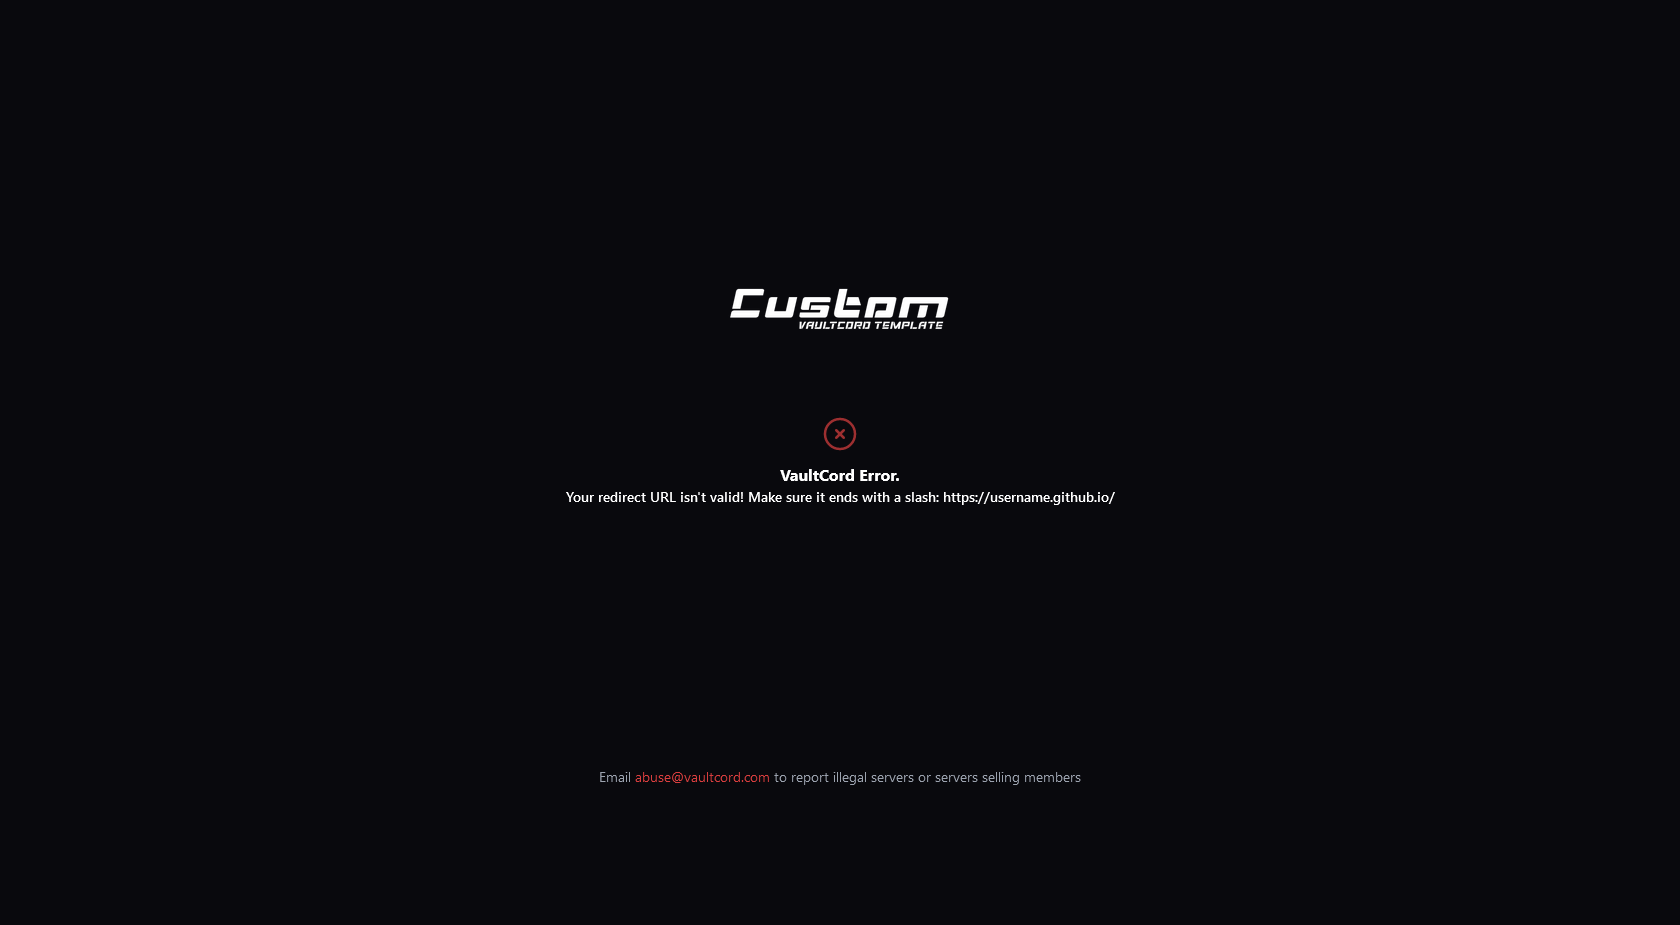 Custom
VAULTCORD TEMPLATE
VaultCord Error.
Your redirect URL isn't valid! Make sure it ends with a slash: https://username.github.io/
Email abuse@vaultcord.com to report illegal servers or servers selling members